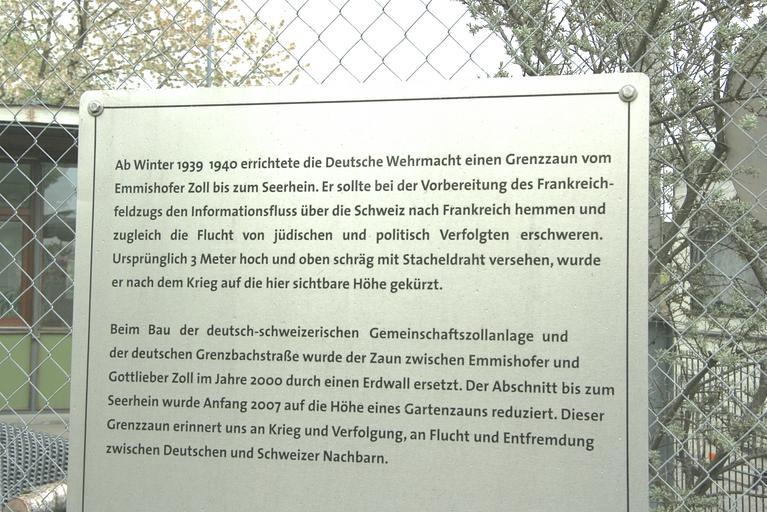 Ab Winter 1939 1940 errichtete die Deutsche Wehrmacht einen Grenzzaun vom
Emmishofer Zoll bis zum Seerhein. Er sollte bei der Vorbereitung des Frankreich-
feldzugs den Informationsfluss über die Schweiz nach Frankreich hemmen und
zugleich die Flucht von jüdischen und politisch Verfolgten erschweren.
Ursprünglich 3 Meter hoch und oben schräg mit Stacheldraht versehen, wurde
er nach dem Krieg auf die hier sichtbare Höhe gekürzt.
Beim Bau der deutsch-schweizerischen Gemeinschaftszollanlage und
der deutschen Grenzbachstraße wurde der Zaun zwischen Emmishofer und
Gottlieber Zoll im Jahre 2000 durch einen Erdwall ersetzt. Der Abschnitt bis zum
Seerhein wurde Anfang 2007 auf die Höhe eines Gartenzauns reduziert. Dieser
Grenzzaun erinnert uns an Krieg und Verfolgung, an Flucht und Entfremdung
zwischen Deutschen und Schweizer Nachbarn.